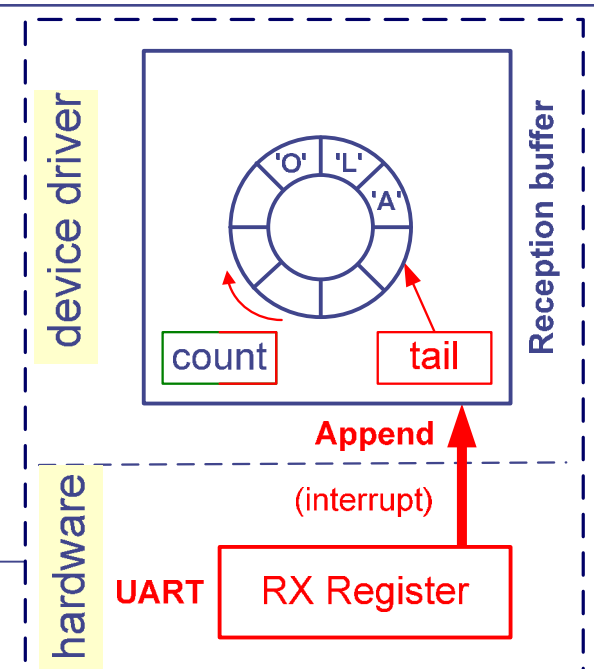 device driver
'O'
'L'
'A'
Reception buffer
count
tail
Append
(interrupt)
hardware
UART
RX Register